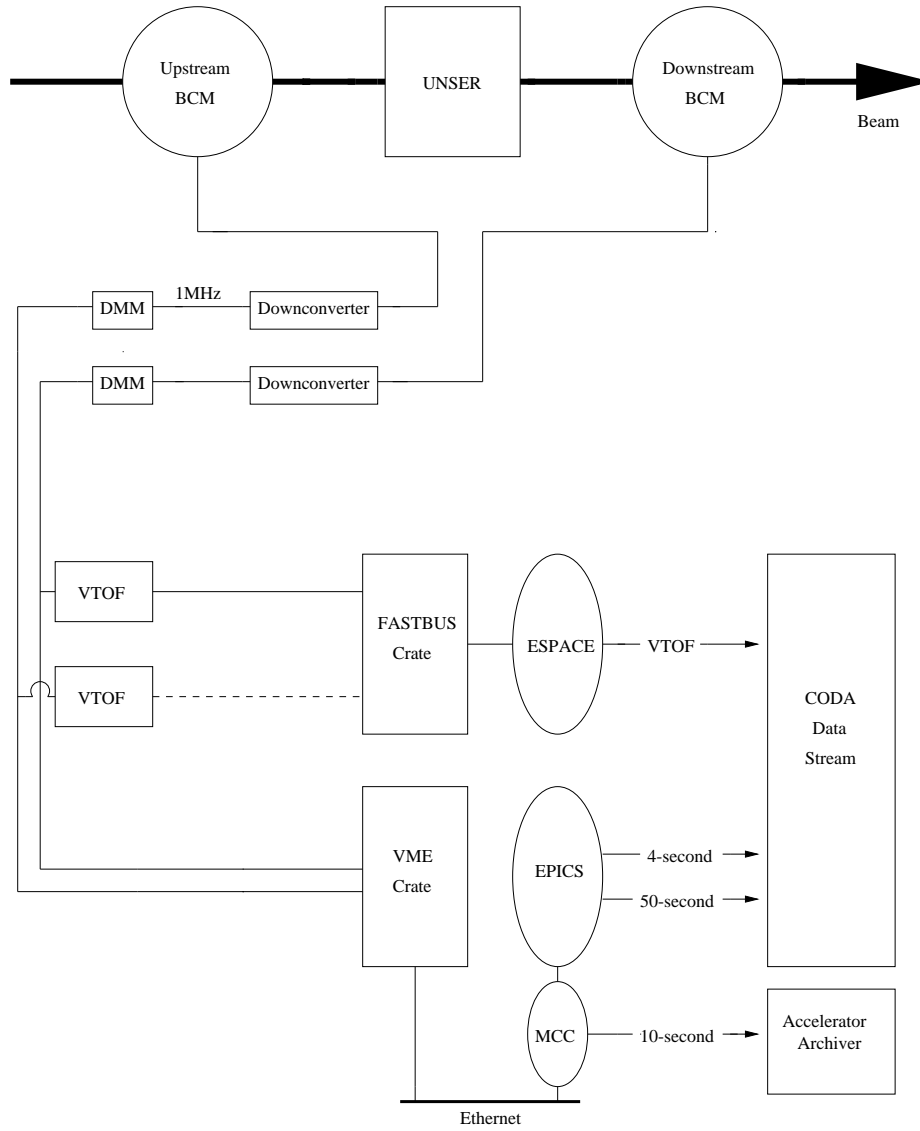 Upstream
BCM
UNSER
Downstream
BCM
Beam
DMM
1MHz
Downconverter
DMM
Downconverter
VTOF
FASTBUS
Crate
ESPACE
VTOF
VTOF
CODA
Data
Stream
VME
Crate
EPICS
4-second
50-second
MCC
10-second
Accelerator
Archiver
Ethernet